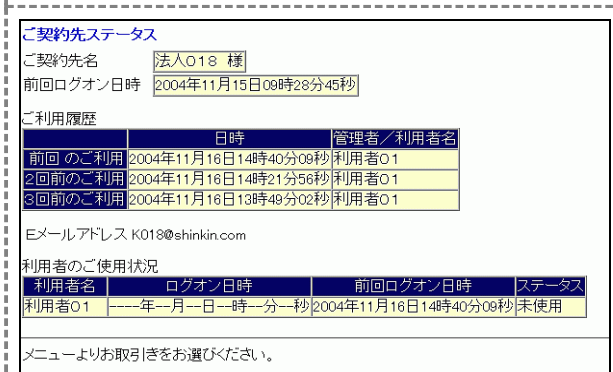 ご契約先ステータス
ご契約先名 法人018 様
前回ログオン日時 2004年11月15日09時28分45秒
ご利用履歴
日時 管理者／利用者名
前回 のご利用 2004年11月16日14時40分09秒 利用者01
2回前のご利用 2004年11月16日14時21分56秒 利用者01
3回前のご利用 2004年11月16日13時49分02秒 利用者01
Eメールアドレス K018@shinkin.com
利用者のご使用状況
利用者名 ログオン日時 前回ログオン日時 ステータス
利用者01 ----年--月--日--時--分--秒 2004年11月16日14時40分09秒 未使用
メニューよりお取引きをお選びください。